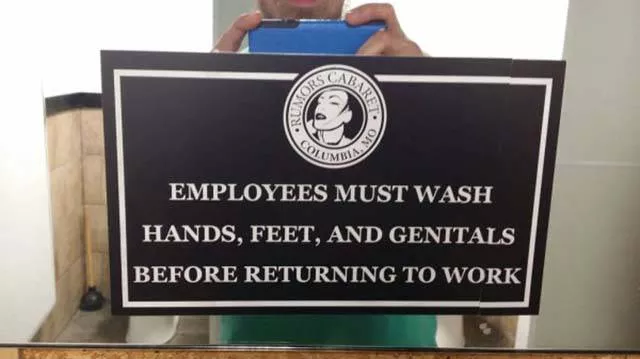 RUMORS CABARET
COLUMBIA, MO
EMPLOYEES MUST WASH
HANDS, FEET, AND GENITALS
BEFORE RETURNING TO WORK